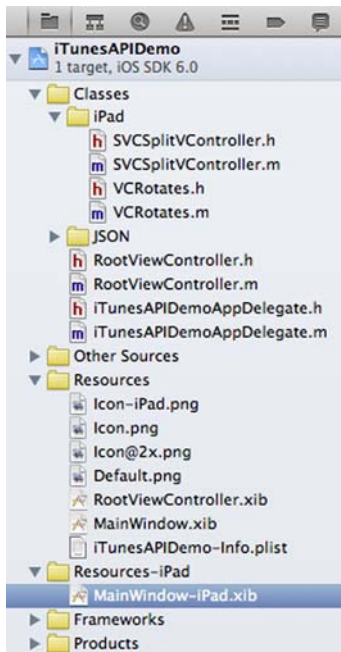 iTunesAPIDemo
1 target, iOS SDK 6.0
Classes
iPad
h SVCSplitVController.h
m SVCSplitVController.m
h VCRotates.h
m VCRotates.m
JSON
h RootViewController.h
m RootViewController.m
h iTunesAPIDemoAppDelegate.h
m iTunesAPIDemoAppDelegate.m
Other Sources
Resources
Icon-iPad.png
Icon.png
Icon@2x.png
Default.png
RootViewController.xib
MainWindow.xib
iTunesAPIDemo-Info.plist
Resources-iPad
MainWindow-iPad.xib
Frameworks
Products